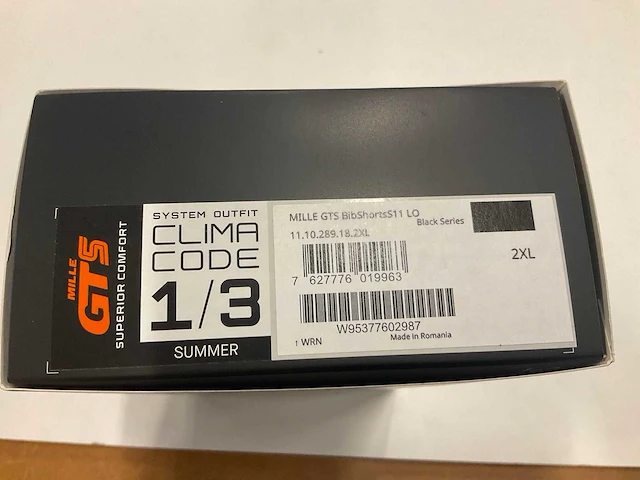 MILLE
GTS
SUPERIOR COMFORT
SYSTEM OUTFIT
CLIMA
CODE
1/3
SUMMER
MILLE GTS BibShortsS11 LO
Black Series
11.10.289.18.2XL
2XL
7 627776 019963
W95377602987
↑ WRN
Made in Romania